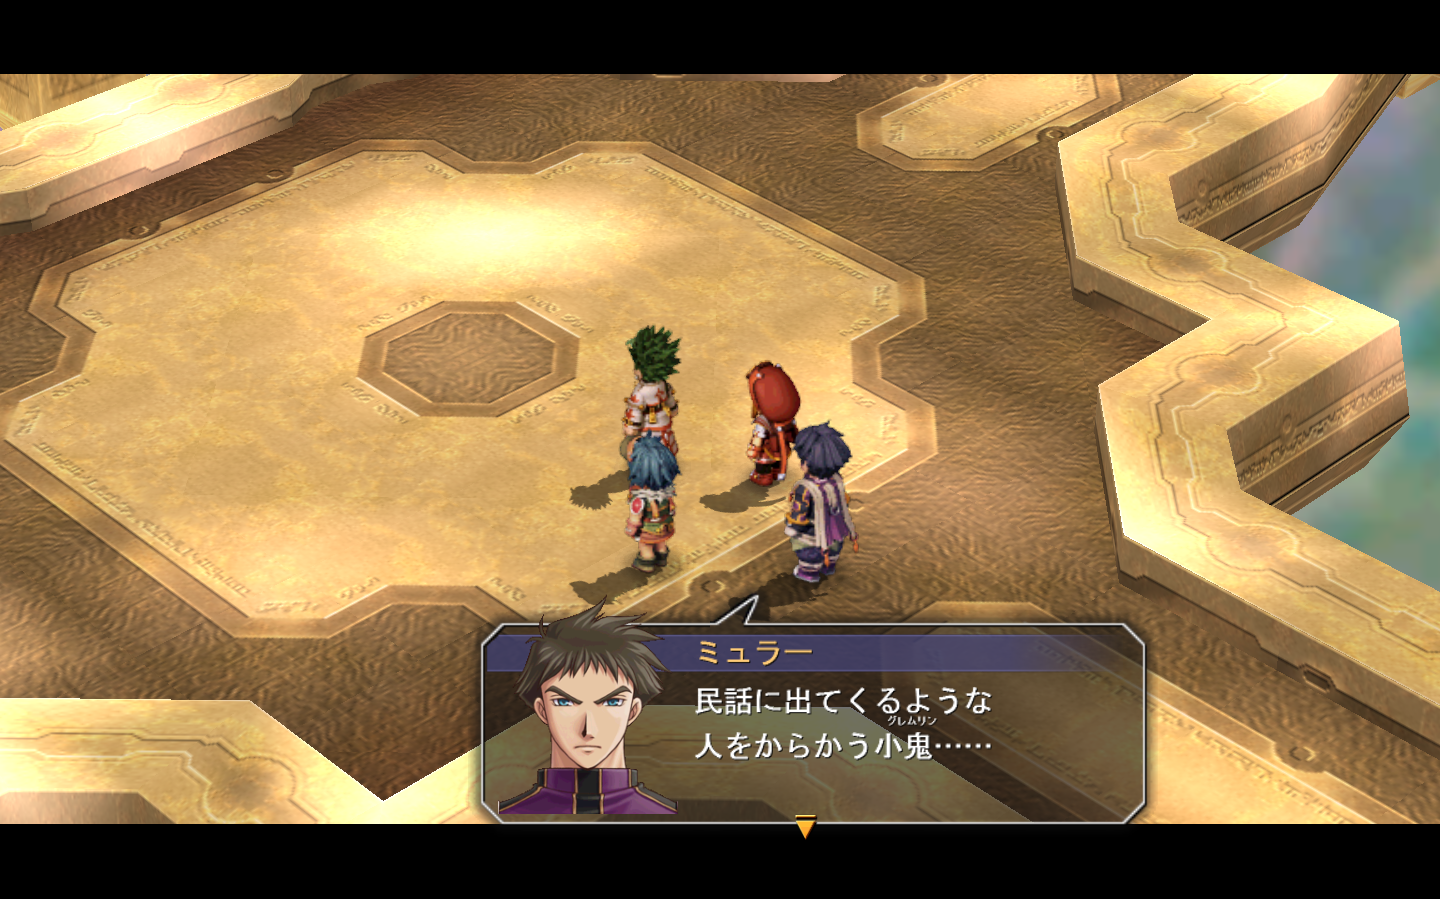 ミュラー
民話に出てくるような
グレムリン
人をからかう小鬼……